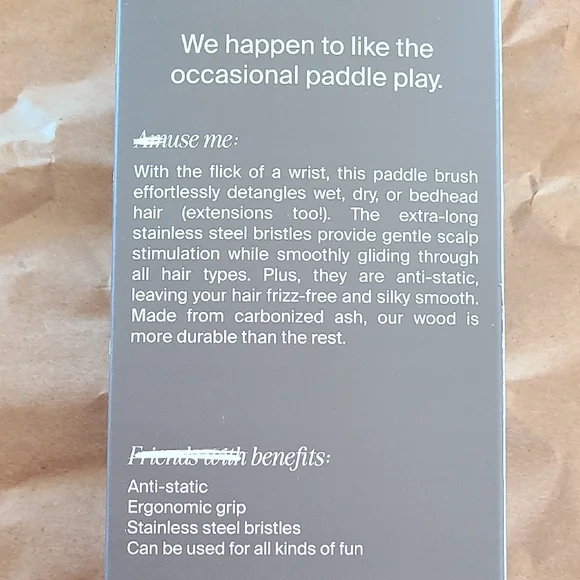 We happen to like the
occasional paddle play.
Amuse me:
With the flick of a wrist, this paddle brush
effortlessly detangles wet, dry, or bedhead
hair (extensions too!). The extra-long
stainless steel bristles provide gentle scalp
stimulation while smoothly gliding through
all hair types. Plus, they are anti-static,
leaving your hair frizz-free and silky smooth.
Made from carbonized ash, our wood is
more durable than the rest.
Friends with benefits:
Anti-static
Ergonomic grip
Stainless steel bristles
Can be used for all kinds of fun